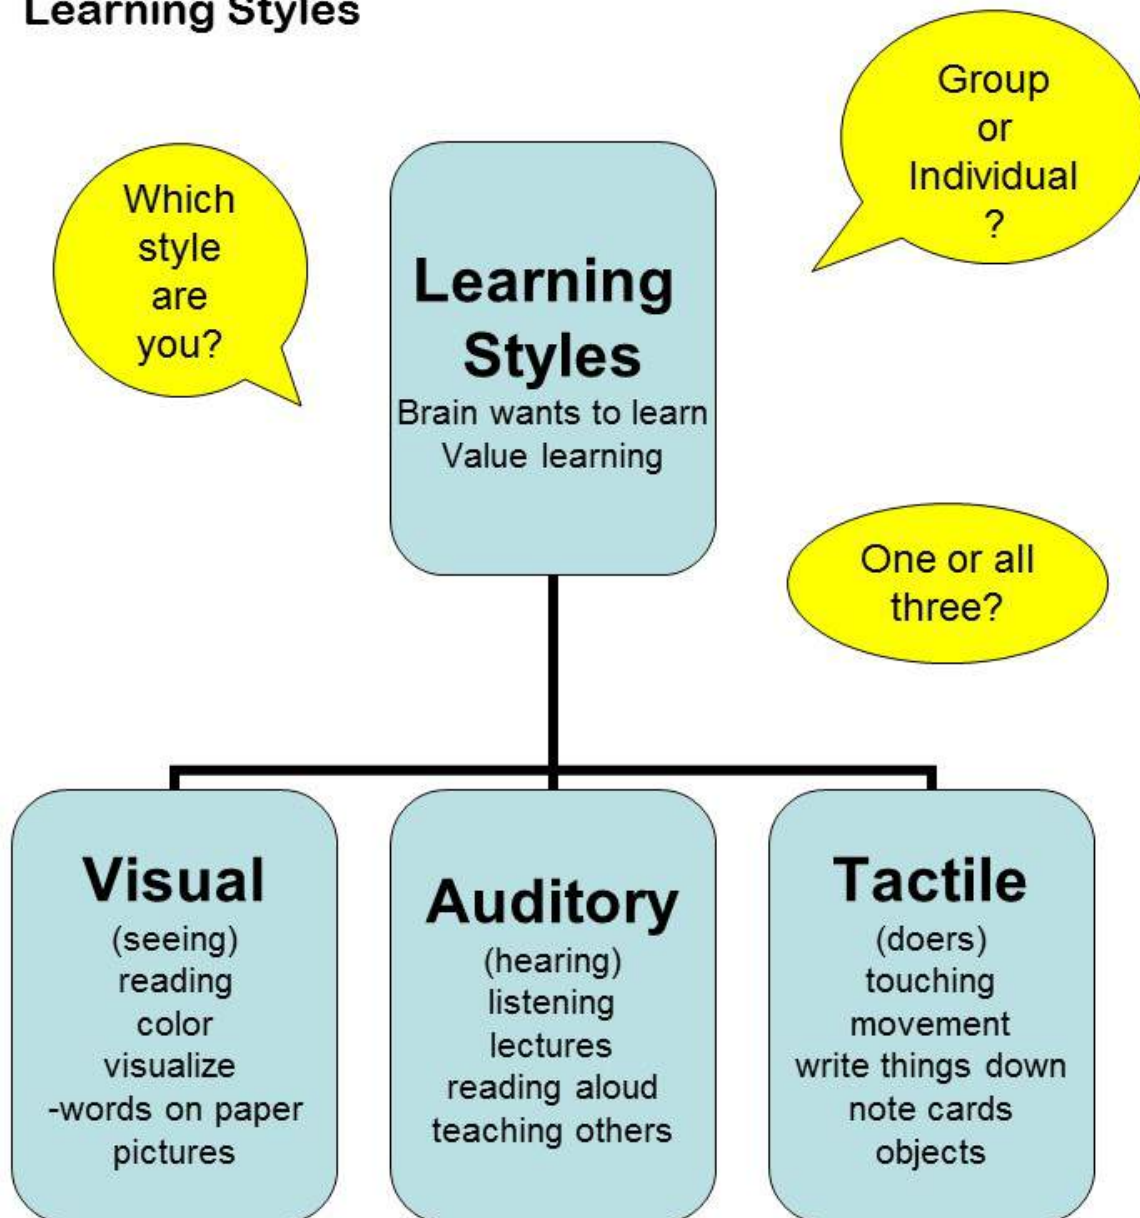 Learning Styles
Which
style
are
you?
Group
or
Individual
?
Learning
Styles
Brain wants to learn
Value learning
One or all
three?
Visual
(seeing)
reading
color
visualize
-words on paper
pictures
Auditory
(hearing)
listening
lectures
reading aloud
teaching others
Tactile
(doers)
touching
movement
write things down
note cards
objects